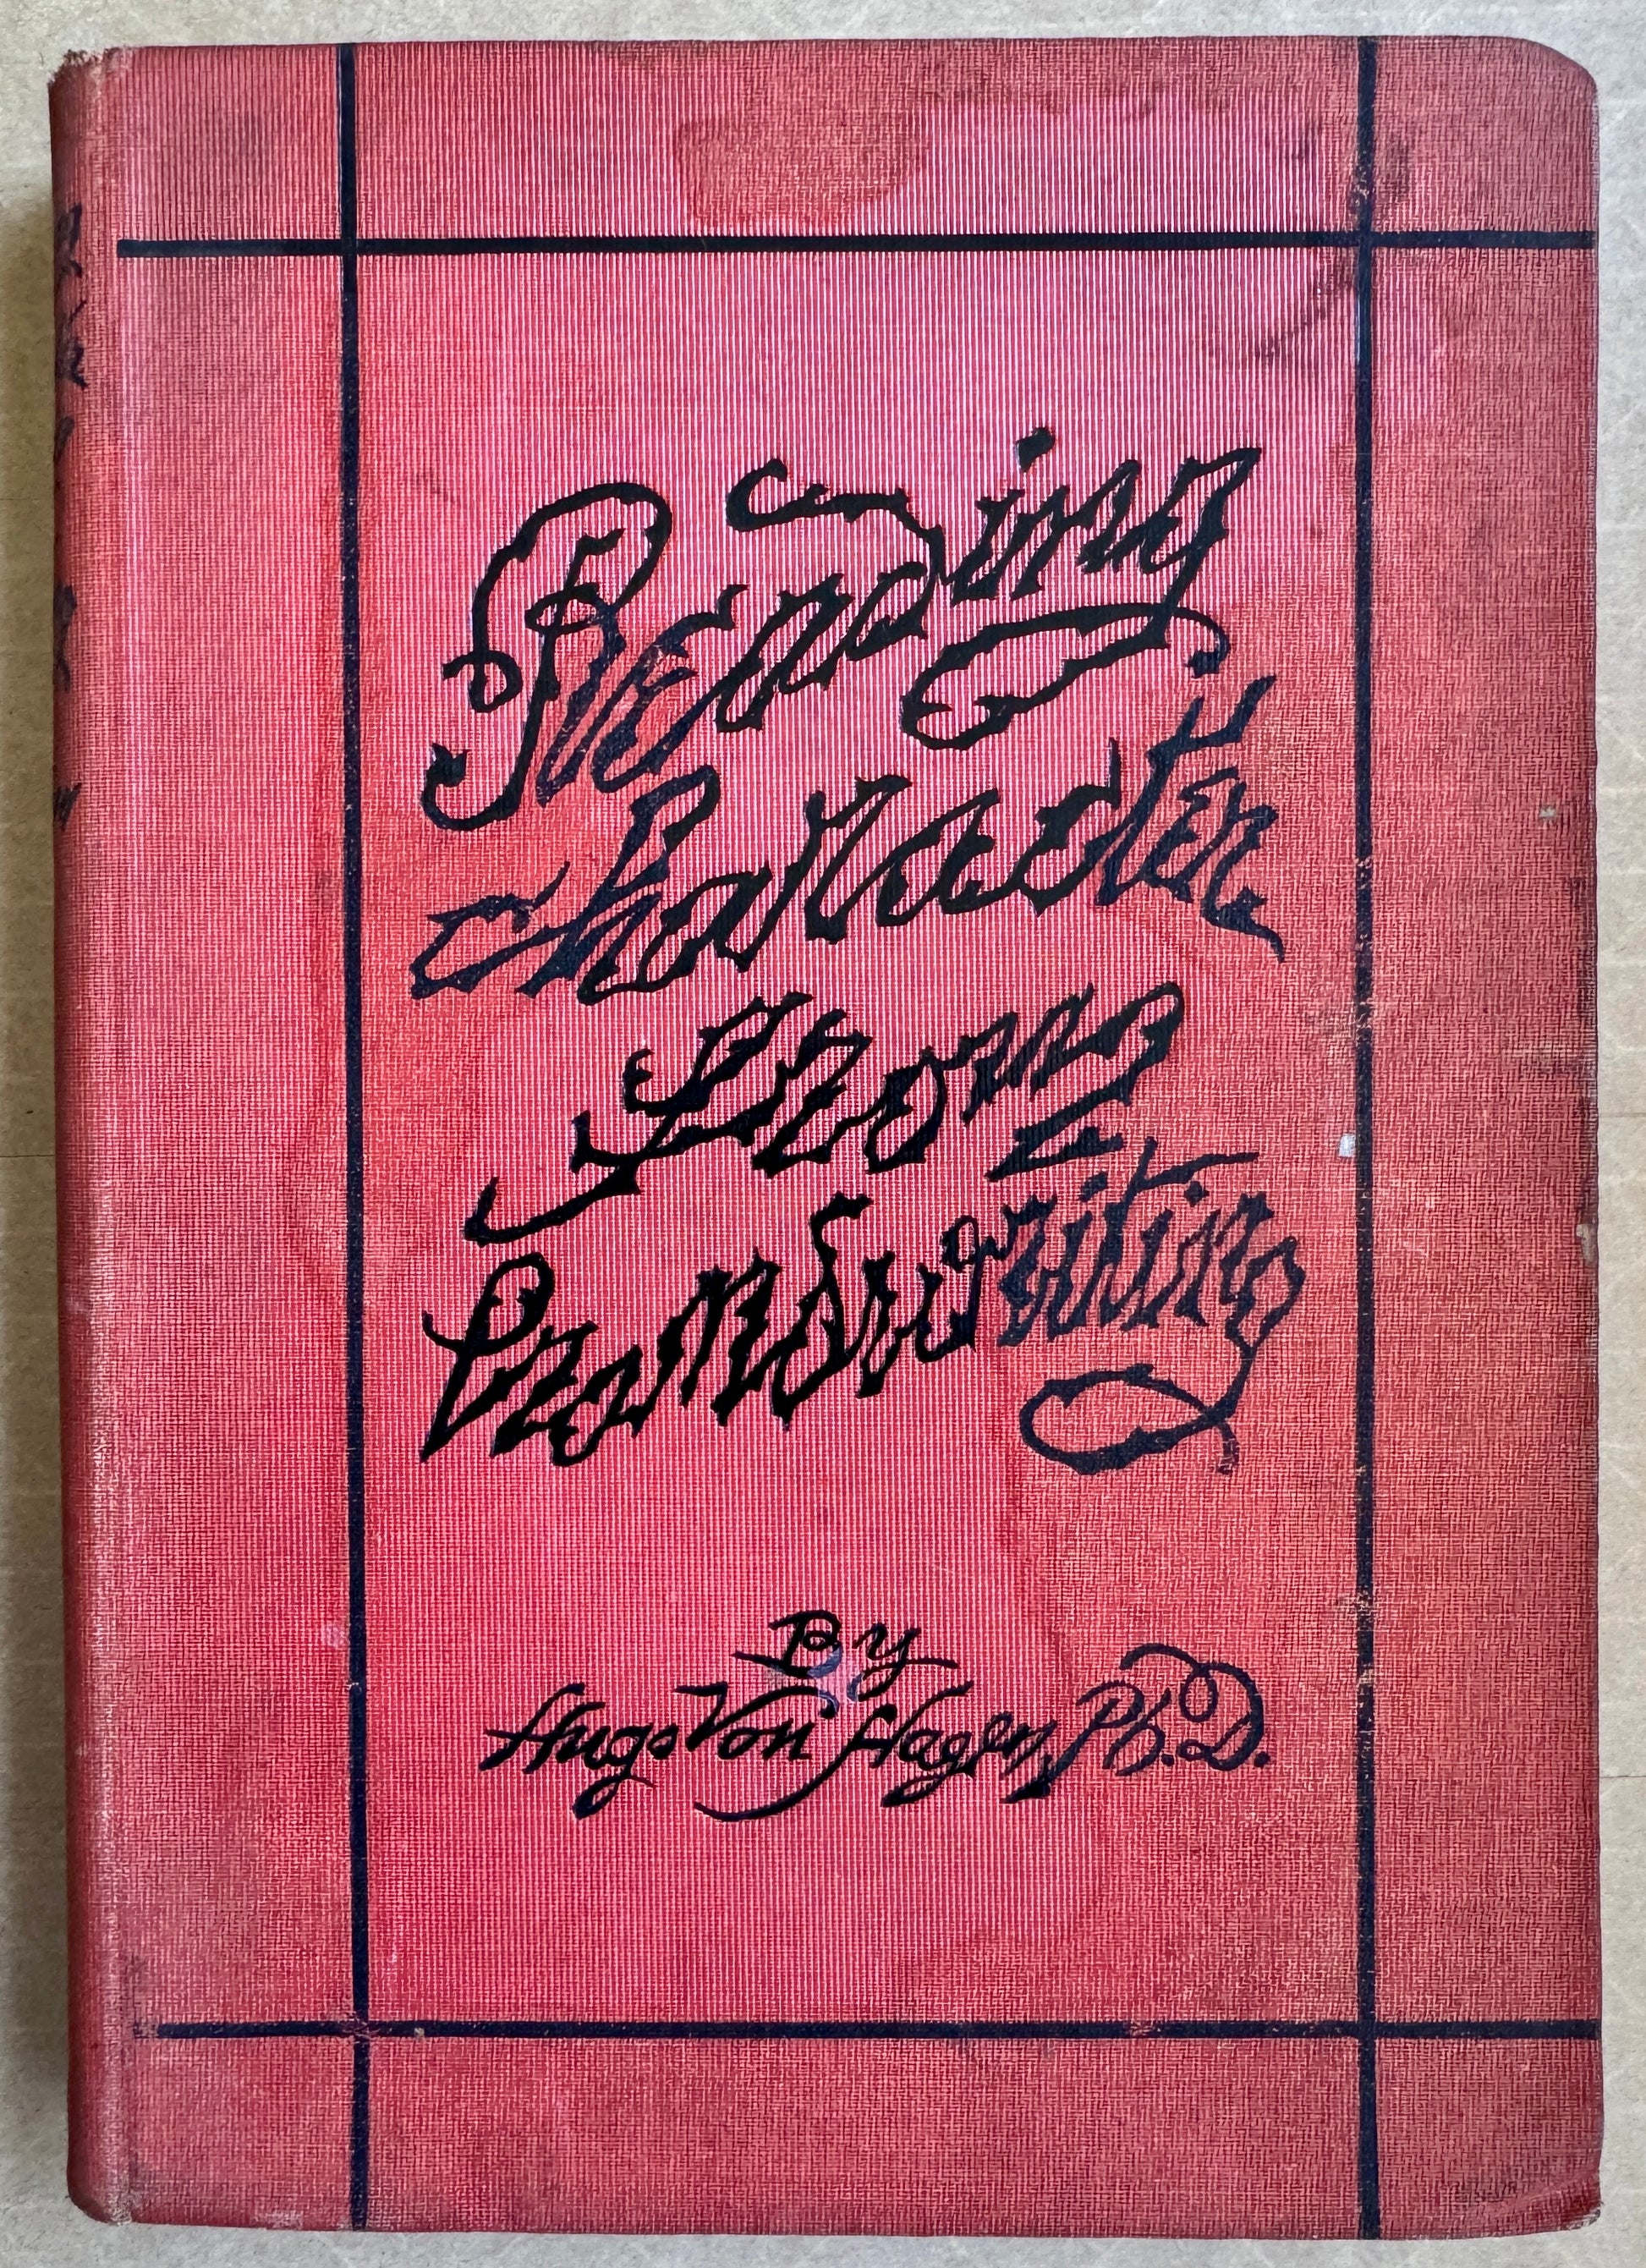 Reading
Character
From
Handwriting
By
Hugo Von Hagen, Ph.D.